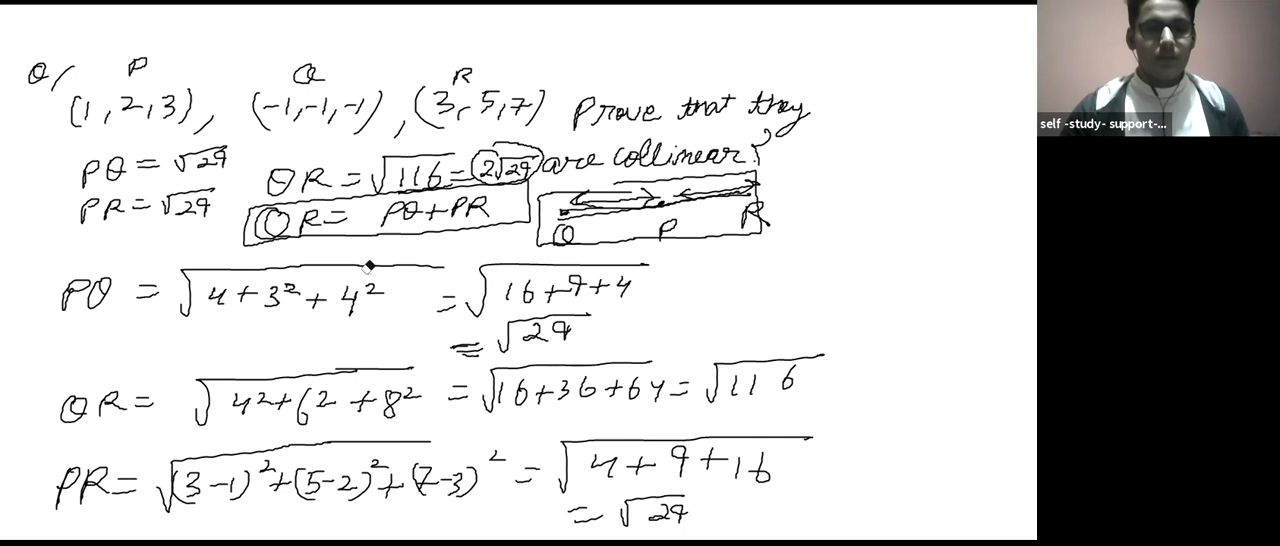 Q/ P Q R
(1, 2, 3), (-1, -1, -1), (3, 5, 7) Prove that they
are collinear?
PQ = √29 QR = √116 = 2√29
PR = √29 QR = PQ + PR
Q P R
PQ = √4 + 3² + 4² = √16 + 9 + 4
= √29
QR = √4² + 6² + 8² = √16 + 36 + 64 = √116
PR = √(3-1)² + (5-2)² + (7-3)² = √4 + 9 + 16
= √29
self -study- support-...